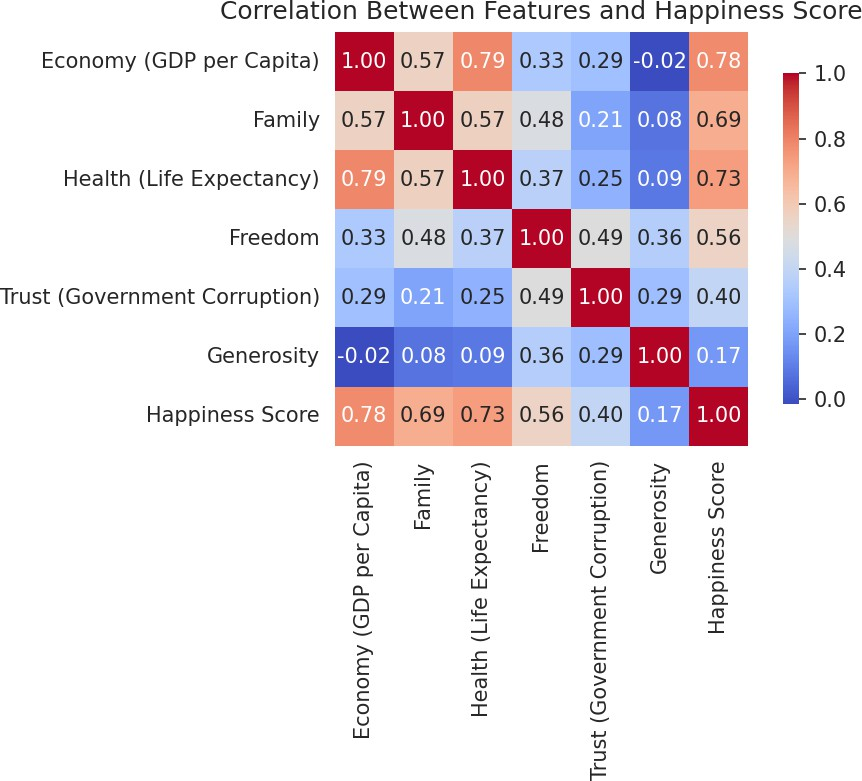 Correlation Between Features and Happiness Score
Economy (GDP per Capita) 1.00 0.57 0.79 0.33 0.29 -0.02 0.78
Family 0.57 1.00 0.57 0.48 0.21 0.08 0.69
Health (Life Expectancy) 0.79 0.57 1.00 0.37 0.25 0.09 0.73
Freedom 0.33 0.48 0.37 1.00 0.49 0.36 0.56
Trust (Government Corruption) 0.29 0.21 0.25 0.49 1.00 0.29 0.40
Generosity -0.02 0.08 0.09 0.36 0.29 1.00 0.17
Happiness Score 0.78 0.69 0.73 0.56 0.40 0.17 1.00
Economy (GDP per Capita)
Family
Health (Life Expectancy)
Freedom
Trust (Government Corruption)
Generosity
Happiness Score
1.0
0.8
0.6
0.4
0.2
0.0